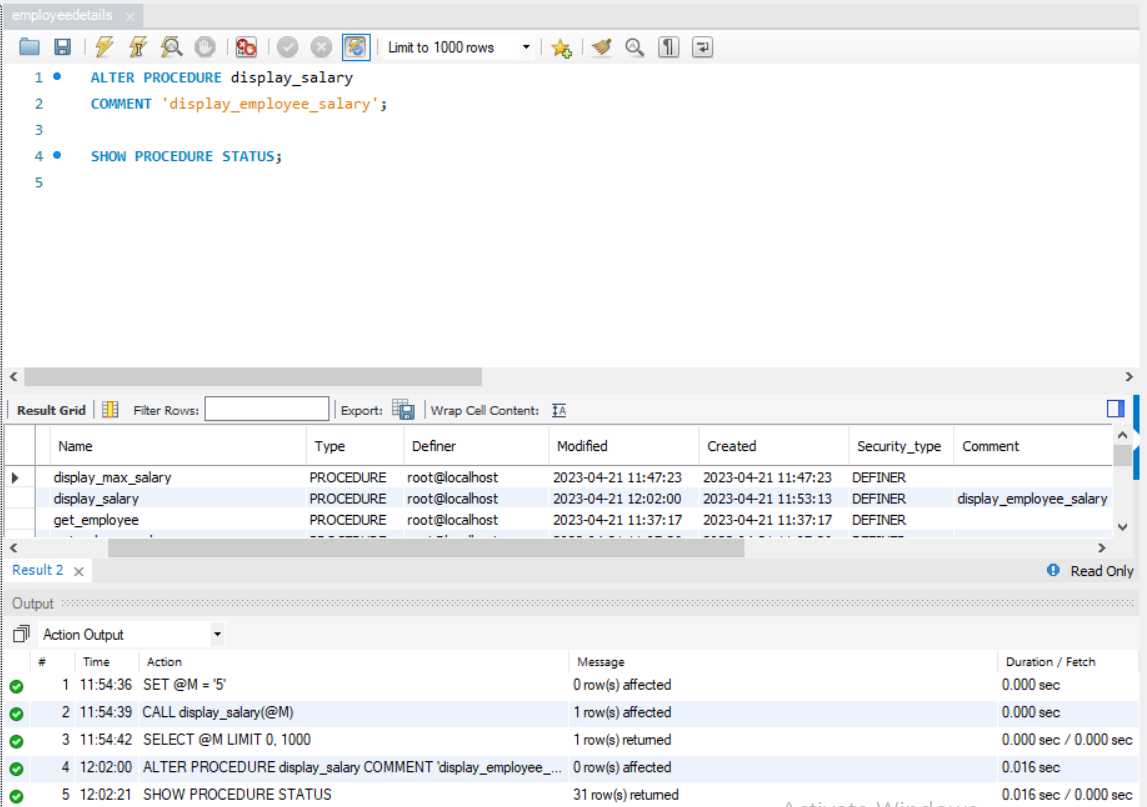 employeedetails ×
Limit to 1000 rows
1 ALTER PROCEDURE display_salary
2 COMMENT 'display_employee_salary';
3
4 SHOW PROCEDURE STATUS;
5
Result Grid Filter Rows: Export: Wrap Cell Content: IA
Name Type Definer Modified Created Security_type Comment
display_max_salary PROCEDURE root@localhost 2023-04-21 11:47:23 2023-04-21 11:47:23 DEFINER
display_salary PROCEDURE root@localhost 2023-04-21 12:02:00 2023-04-21 11:53:13 DEFINER display_employee_salary
get_employee PROCEDURE root@localhost 2023-04-21 11:37:17 2023-04-21 11:37:17 DEFINER
Result 2 × Read Only
Output
Action Output
# Time Action Message Duration / Fetch
1 11:54:36 SET @M = '5' 0 row(s) affected 0.000 sec
2 11:54:39 CALL display_salary(@M) 1 row(s) affected 0.000 sec
3 11:54:42 SELECT @M LIMIT 0, 1000 1 row(s) returned 0.000 sec / 0.000 sec
4 12:02:00 ALTER PROCEDURE display_salary COMMENT 'display_employee_... 0 row(s) affected 0.016 sec
5 12:02:21 SHOW PROCEDURE STATUS 31 row(s) returned 0.016 sec / 0.000 sec
Activate Windows